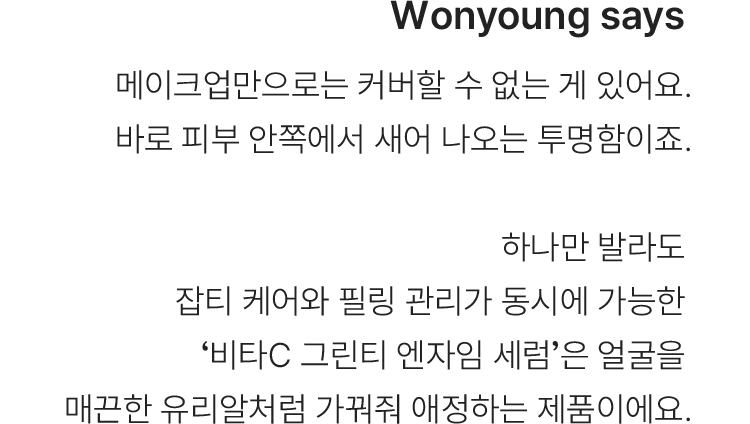 Wonyoung says
메이크업만으로는 커버할 수 없는 게 있어요.
바로 피부 안쪽에서 새어 나오는 투명함이죠.
하나만 발라도
잡티 케어와 필링 관리가 동시에 가능한
‘비타C 그린티 엔자임 세럼’은 얼굴을
매끈한 유리알처럼 가꿔줘 애정하는 제품이에요.